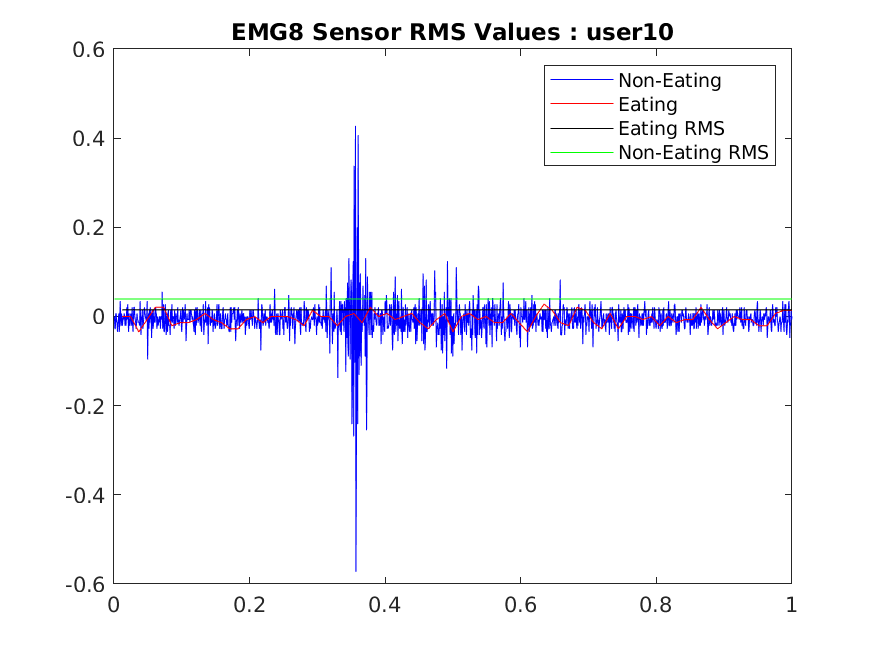 EMG8 Sensor RMS Values : user10
0.6
Non-Eating
Eating
Eating RMS
Non-Eating RMS
0.4
0.2
0
-0.2
-0.4
-0.6
0 0.2 0.4 0.6 0.8 1